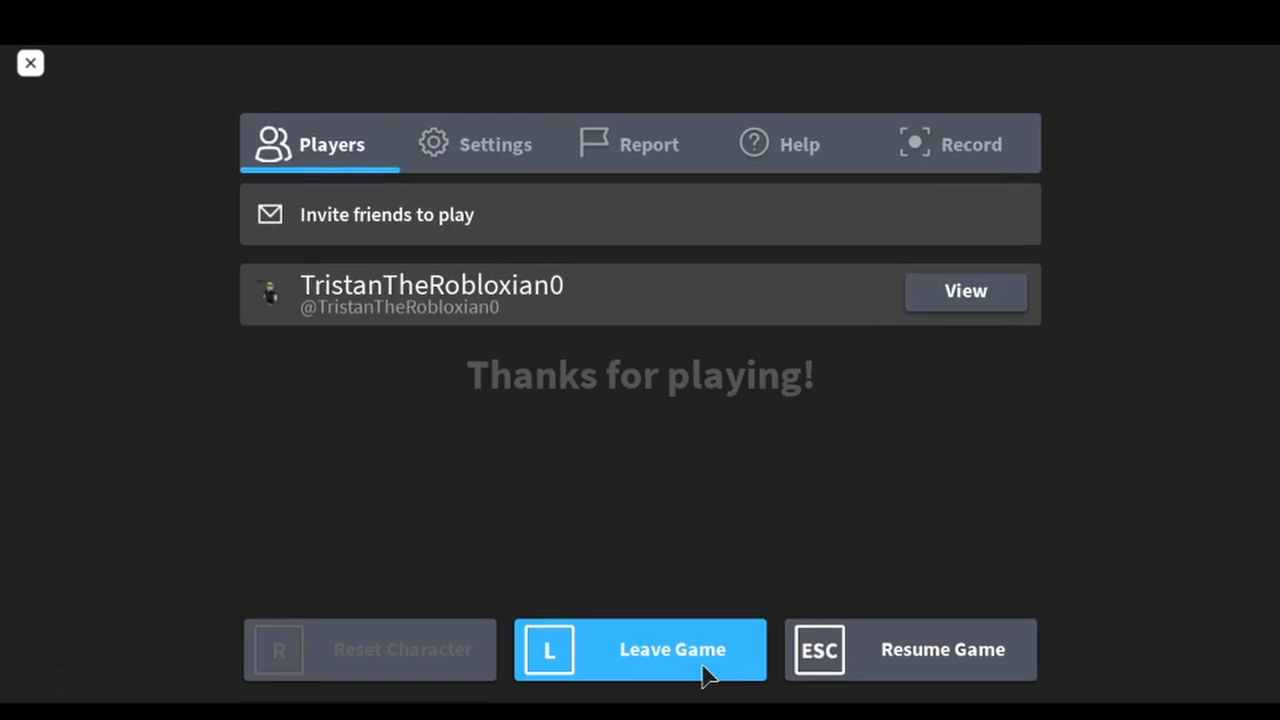 Players
Settings
Report
Help
Record
Invite friends to play
TristanTheRobloxian0
@TristanTheRobloxian0
View
Thanks for playing!
R Reset Character
L Leave Game
ESC Resume Game